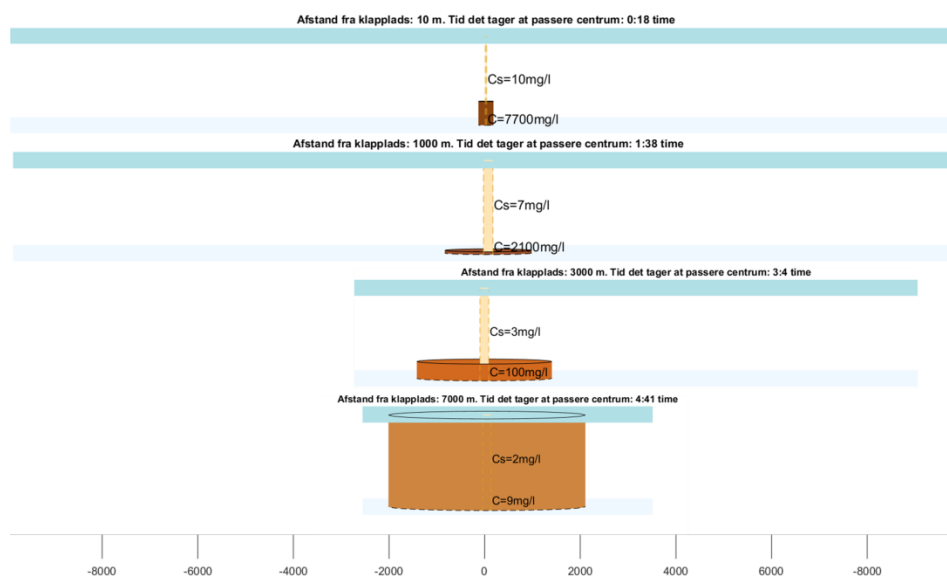 Afstand fra klapplads: 10 m. Tid det tager at passere centrum: 0:18 time
Cs=10mg/l
C=7700mg/l
Afstand fra klapplads: 1000 m. Tid det tager at passere centrum: 1:38 time
Cs=7mg/l
C=2100mg/l
Afstand fra klapplads: 3000 m. Tid det tager at passere centrum: 3:4 time
Cs=3mg/l
C=100mg/l
Afstand fra klapplads: 7000 m. Tid det tager at passere centrum: 4:41 time
Cs=2mg/l
C=9mg/l
-8000 -6000 -4000 -2000 0 2000 -4000 -6000 -8000